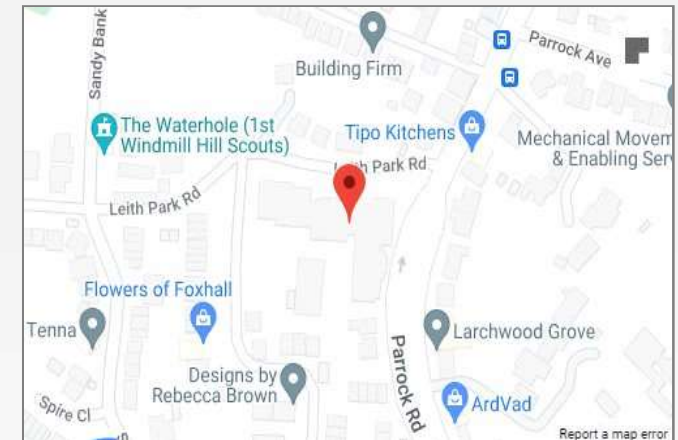 Sandy Bank
Building Firm
Parrock Ave
The Waterhole (1st
Windmill Hill Scouts)
Tipo Kitchens
Mechanical Movem
& Enabling Ser
Leith Park Rd
Leith Park Rd
Flowers of Foxhall
Tenna
Larchwood Grove
Parrock Rd
Designs by
Rebecca Brown
ArdVad
Spire Cl
Report a map error